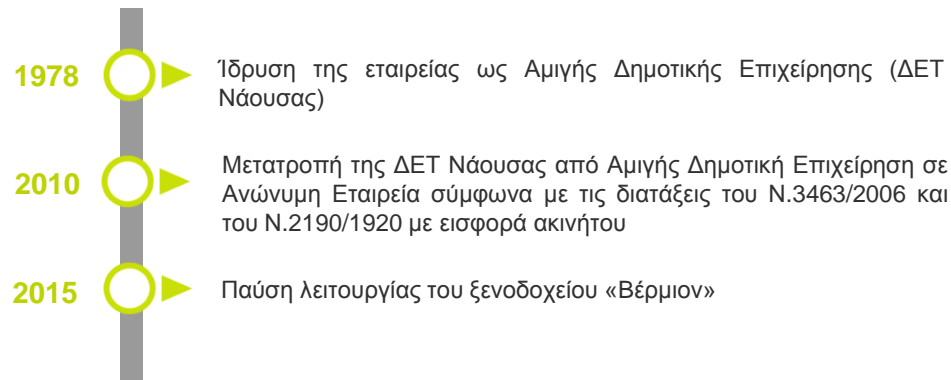 1978
Ίδρυση της εταιρείας ως Αμιγής Δημοτικής Επιχείρησης (ΔΕΤ
Νάουσας)
2010
Μετατροπή της ΔΕΤ Νάουσας από Αμιγής Δημοτική Επιχείρηση σε
Ανώνυμη Εταιρεία σύμφωνα με τις διατάξεις του Ν.3463/2006 και
του Ν.2190/1920 με εισφορά ακινήτου
2015
Παύση λειτουργίας του ξενοδοχείου «Βέρμιον»